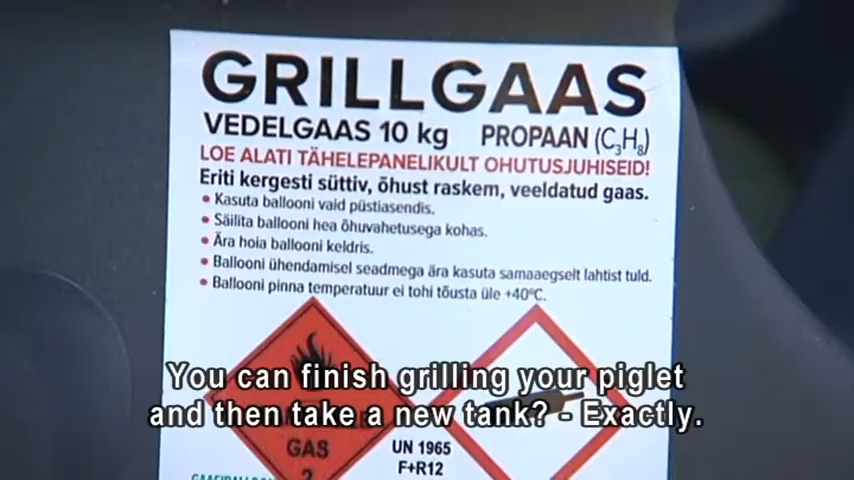 GRILLGAAS
VEDELGAAS 10 kg PROPAAN (C₃H₈)
LOE ALATI TÄHELEPANELIKULT OHUTUSJUHISEID!
Eriti kergesti süttiv, õhust raskem, veeldatud gaas.
• Kasuta ballooni vaid püstiasendis.
• Säilita ballooni hea õhuvahetusega kohas.
• Ära hoia ballooni keldris.
• Ballooni ühendamisel seadmega ära kasuta samaaegselt lahtist tuld.
• Ballooni pinna temperatuur ei tohi tõusta üle +40°C.
You can finish grilling your piglet
and then take a new tank? - Exactly.
GAS
2
UN 1965
F+R12